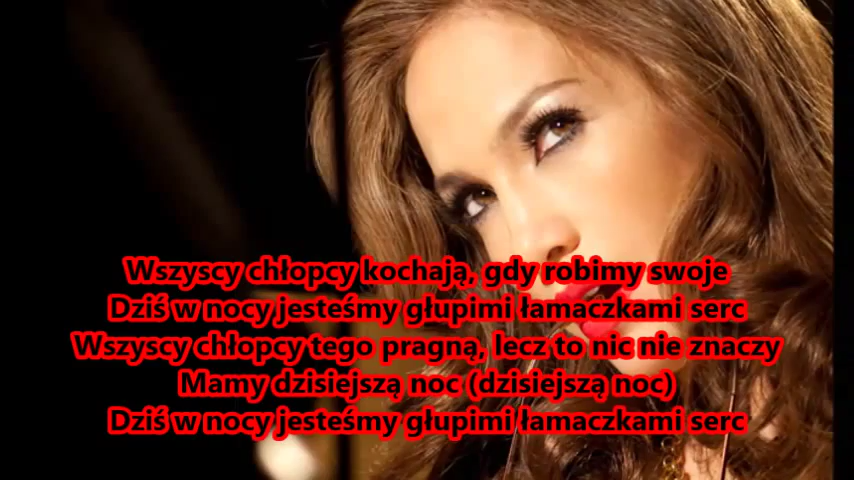 Wszyscy chłopcy kochają, gdy robimy swoje
Dziś w nocy jesteśmy głupimi łamaczkami serc
Wszyscy chłopcy tego pragną, lecz to nic nie znaczy
Mamy dzisiejszą noc (dzisiejszą noc)
Dziś w nocy jesteśmy głupimi łamaczkami serc